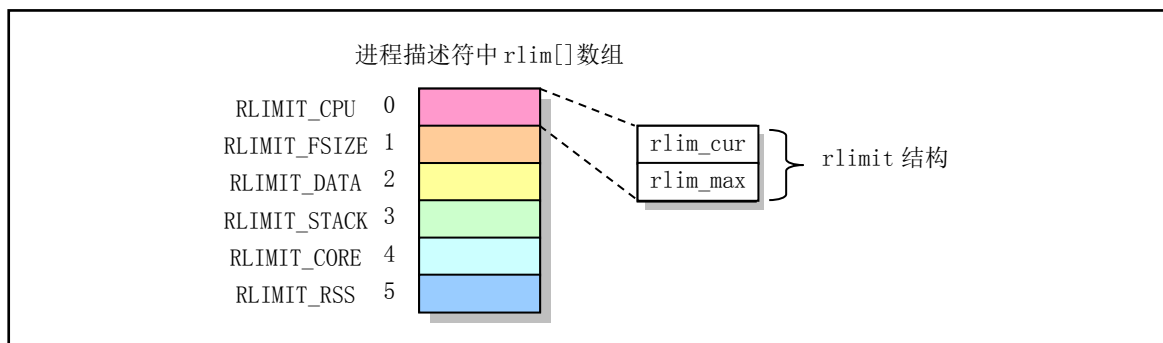 进程描述符中 rlim[]数组
RLIMIT_CPU 0
RLIMIT_FSIZE 1
RLIMIT_DATA 2
RLIMIT_STACK 3
RLIMIT_CORE 4
RLIMIT_RSS 5
rlim_cur
rlim_max
rlimit 结构